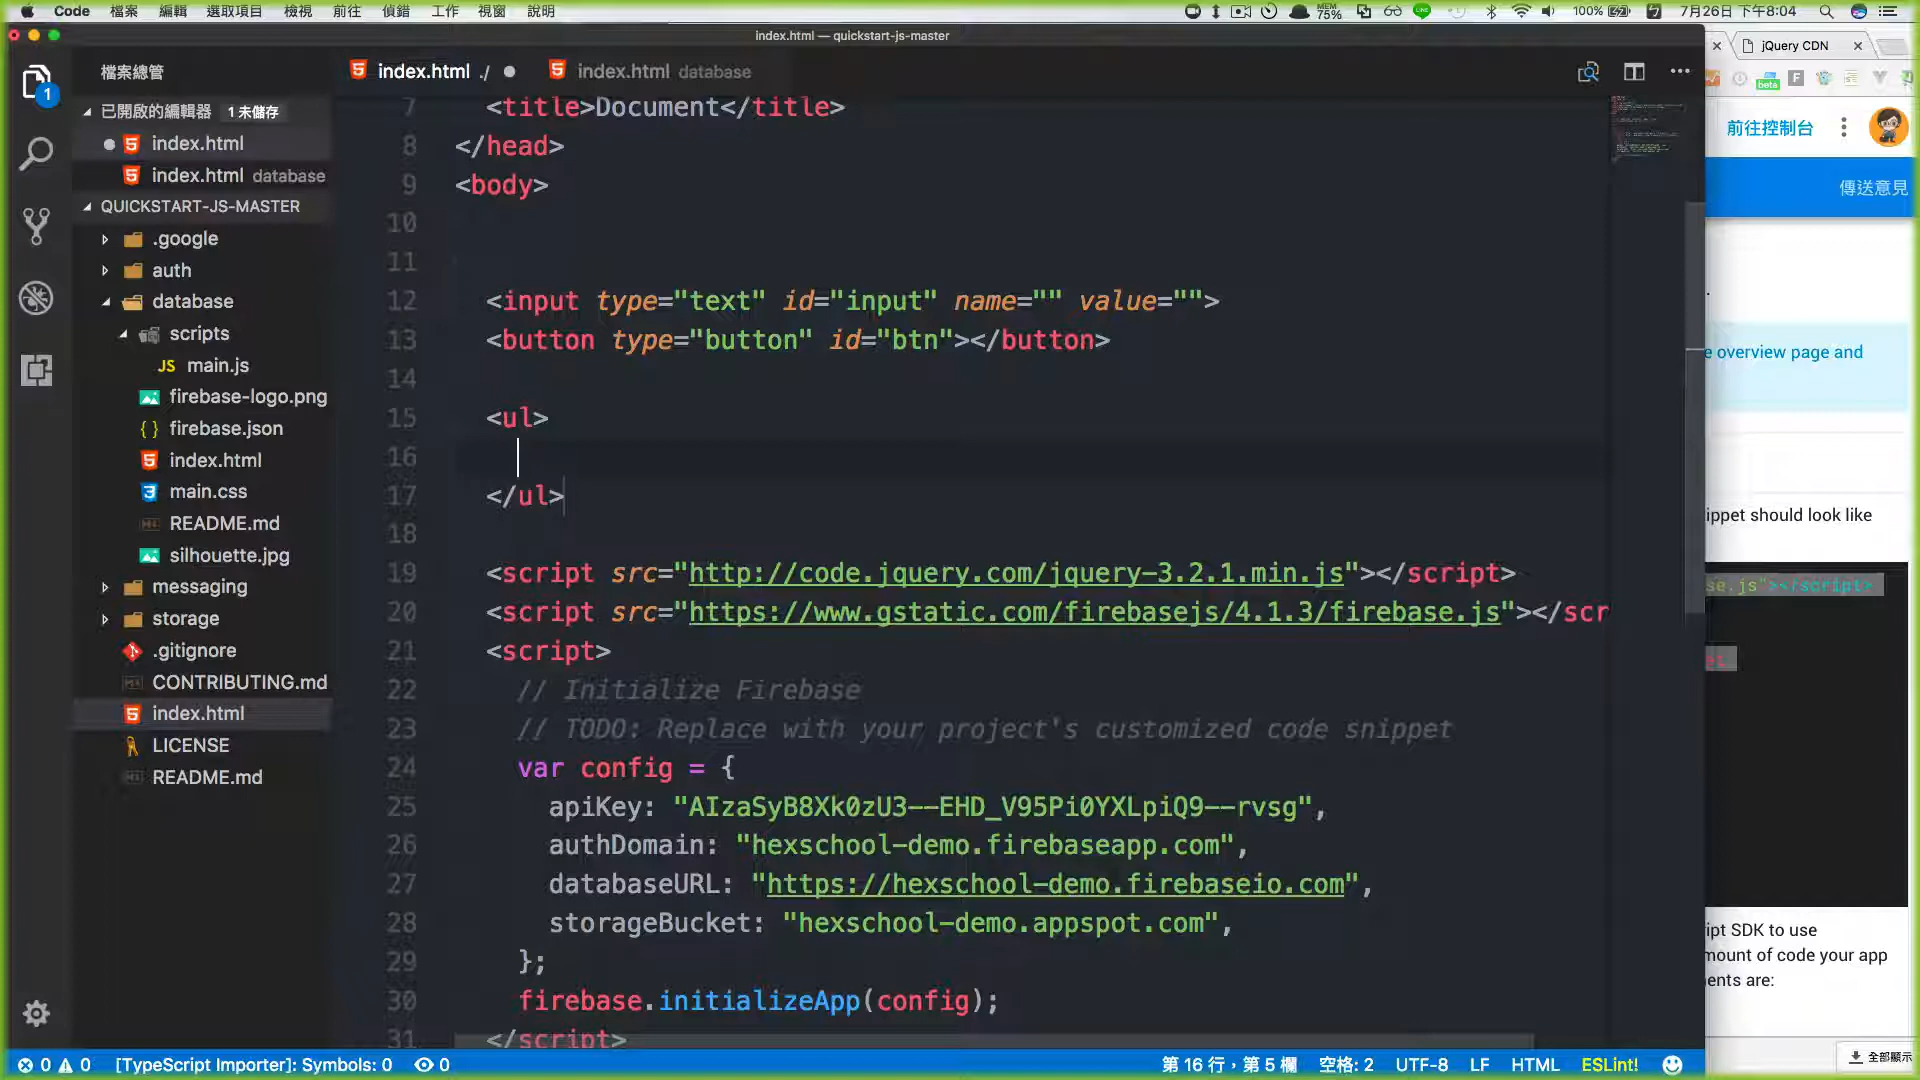 Code 檔案 編輯 選取項目 檢視 前往 偵錯 工作 視窗 說明
MEM 75% 100% 7月26日 下午8:04
index.html — quickstart-js-master
jQuery CDN
檔案總管
index.html ./
index.html database
已開啟的編輯器 1 未儲存
index.html
index.html database
QUICKSTART-JS-MASTER
.google
auth
database
scripts
JS main.js
firebase-logo.png
{ } firebase.json
index.html
main.css
README.md
silhouette.jpg
messaging
storage
.gitignore
CONTRIBUTING.md
index.html
LICENSE
README.md
1
7 <title>Document</title>
8 </head>
9 <body>
10
11
12 <input type="text" id="input" name="" value="">
13 <button type="button" id="btn"></button>
14
15 <ul>
16
17 </ul>
18
19 <script src="http://code.jquery.com/jquery-3.2.1.min.js"></script>
20 <script src="https://www.gstatic.com/firebasejs/4.1.3/firebase.js"></scr
21 <script>
22 // Initialize Firebase
23 // TODO: Replace with your project's customized code snippet
24 var config = {
25 apiKey: "AIzaSyB8Xk0zU3--EHD_V95Pi0YXLpiQ9--rvsg",
26 authDomain: "hexschool-demo.firebaseapp.com",
27 databaseURL: "https://hexschool-demo.firebaseio.com",
28 storageBucket: "hexschool-demo.appspot.com",
29 };
30 firebase.initializeApp(config);
31 </script>
beta
F
前往控制台
傳送意見
e overview page and
ippet should look like
se.js"></script>
ipt SDK to use
mount of code your app
ents are:
全部顯示
0 0 [TypeScript Importer]: Symbols: 0 0
第 16 行，第 5 欄 空格: 2 UTF-8 LF HTML ESLint!